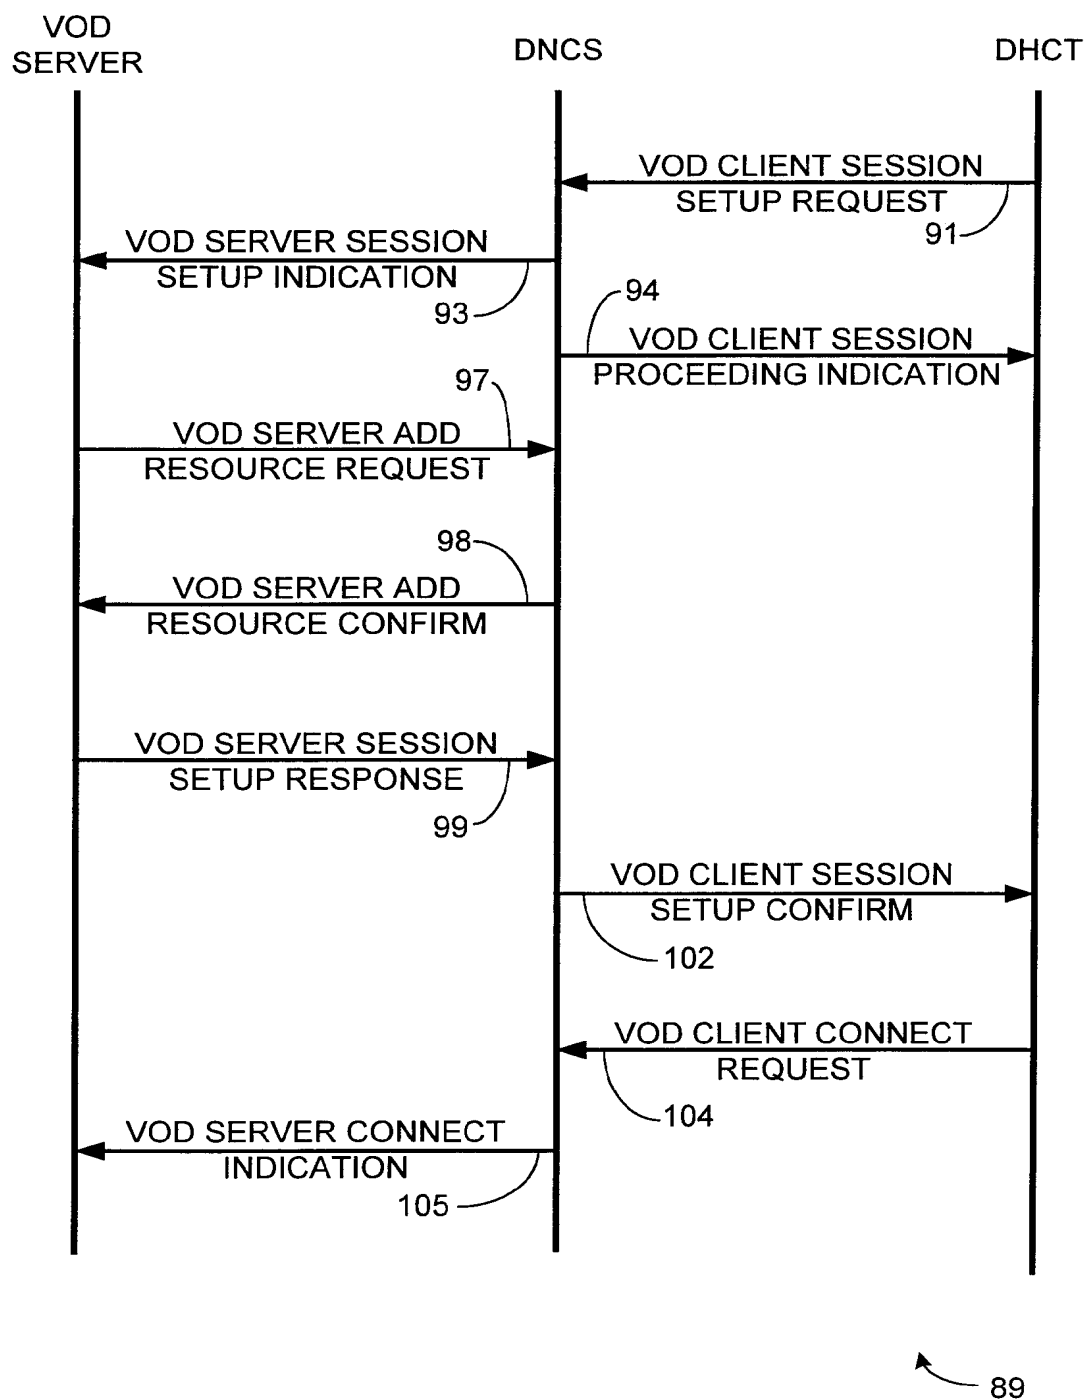 VOD
SERVER
DNCS
DHCT
VOD CLIENT SESSION
SETUP REQUEST
91
VOD SERVER SESSION
SETUP INDICATION
93
94
VOD CLIENT SESSION
PROCEEDING INDICATION
97
VOD SERVER ADD
RESOURCE REQUEST
98
VOD SERVER ADD
RESOURCE CONFIRM
VOD SERVER SESSION
SETUP RESPONSE
99
VOD CLIENT SESSION
SETUP CONFIRM
102
VOD CLIENT CONNECT
REQUEST
104
VOD SERVER CONNECT
INDICATION
105
89